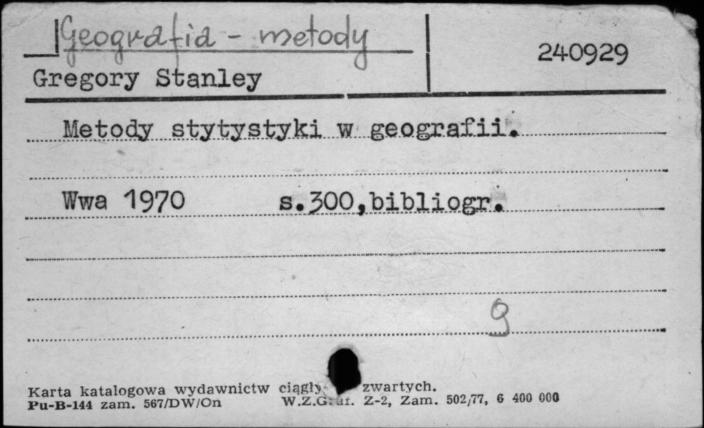 Geografia - metody
240929
Gregory Stanley
Metody stytystyki w geografii.
Wwa 1970 s.300,bibliogr.
g
Karta katalogowa wydawnictw ciągły zwartych.
Pu-B-144 zam. 567/DW/On W.Z.Graf. Z-2, Zam. 502/77, 6 400 000